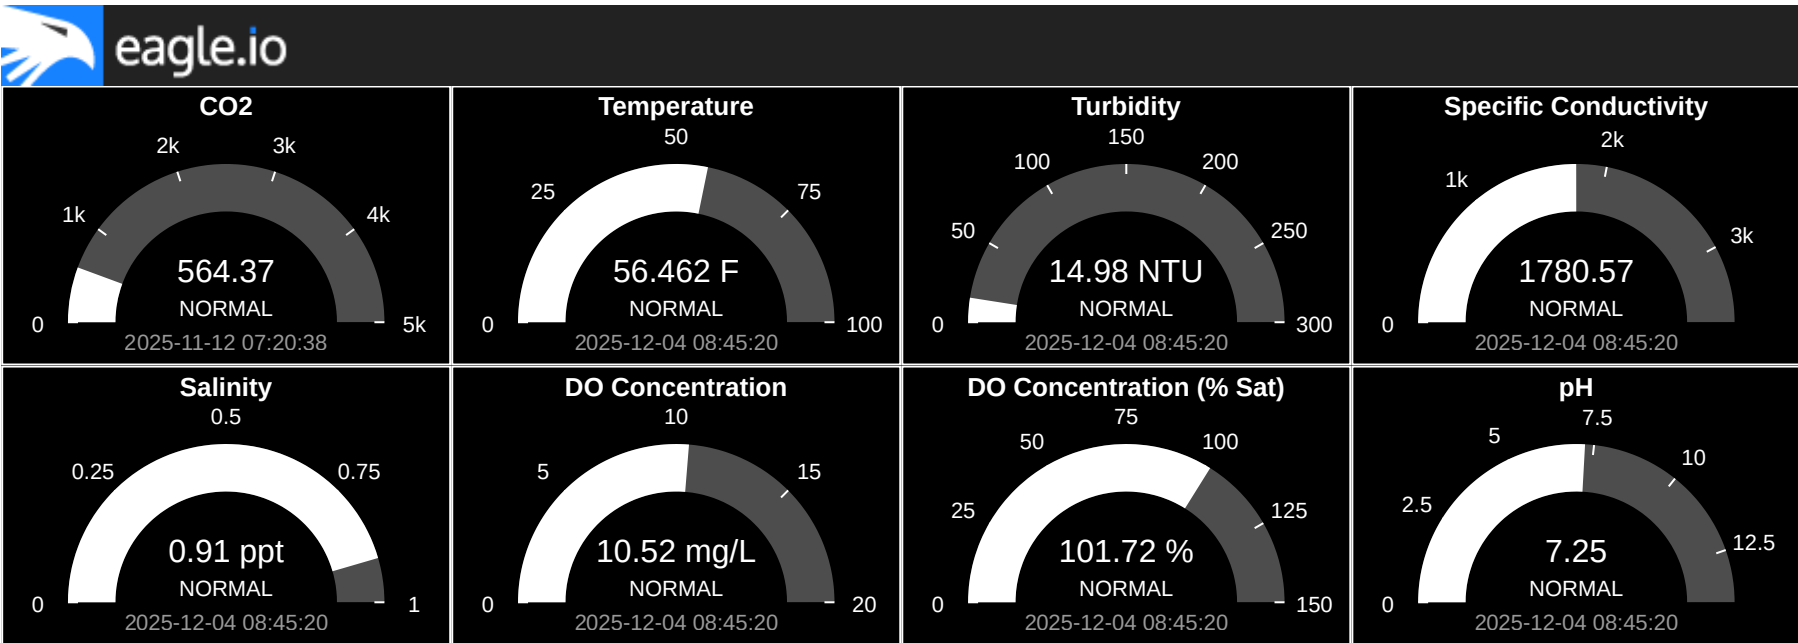 eagle.io
CO2
0
1k
2k
3k
4k
5k
564.37
NORMAL
2025-11-12 07:20:38
Temperature
0
25
50
75
100
56.462 F
NORMAL
2025-12-04 08:45:20
Turbidity
0
50
100
150
200
250
300
14.98 NTU
NORMAL
2025-12-04 08:45:20
Specific Conductivity
0
1k
2k
3k
1780.57
NORMAL
2025-12-04 08:45:20
Salinity
0
0.25
0.5
0.75
1
0.91 ppt
NORMAL
2025-12-04 08:45:20
DO Concentration
0
5
10
15
20
10.52 mg/L
NORMAL
2025-12-04 08:45:20
DO Concentration (% Sat)
0
25
50
75
100
125
150
101.72 %
NORMAL
2025-12-04 08:45:20
pH
0
2.5
5
7.5
10
12.5
7.25
NORMAL
2025-12-04 08:45:20